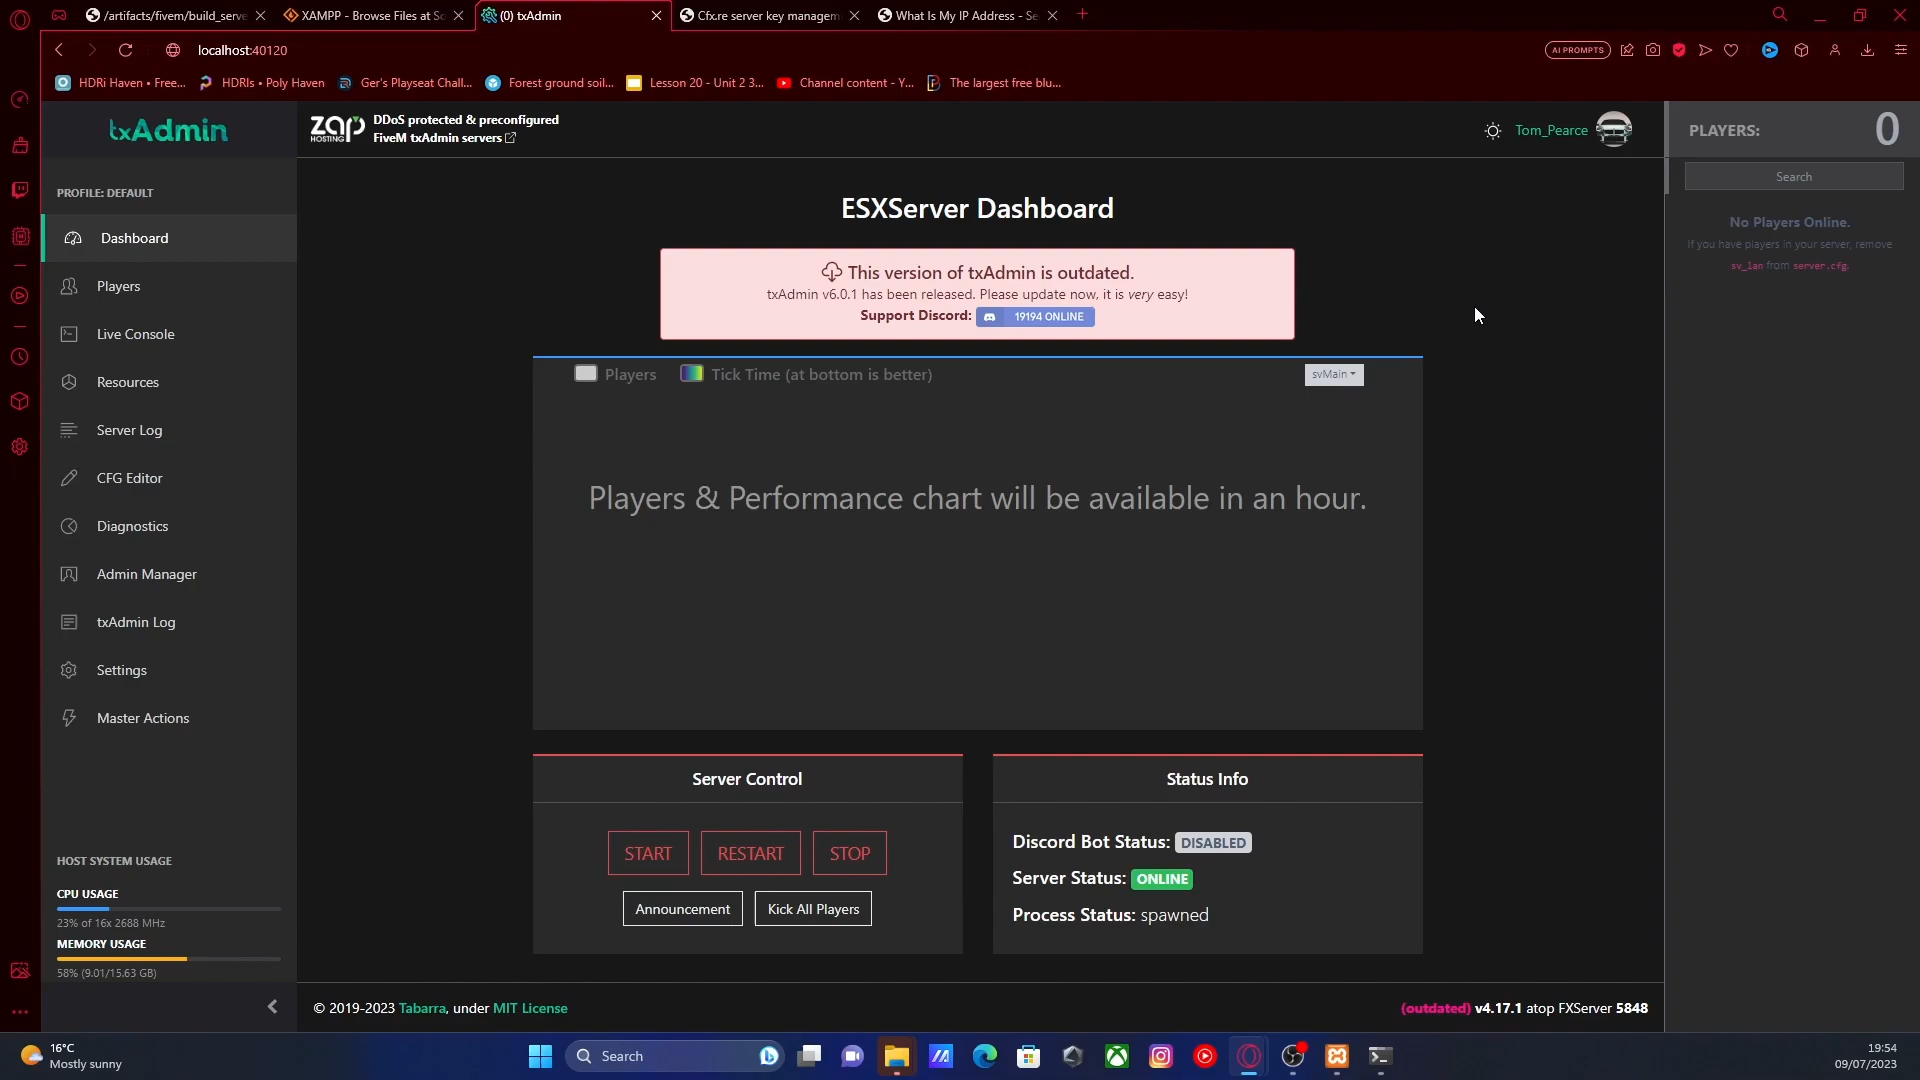 /artifacts/fivem/build_serve
XAMPP - Browse Files at So
(0) txAdmin
Cfx.re server key managem
What Is My IP Address - Se
localhost:40120
AI PROMPTS
HDRi Haven • Free...
HDRIs • Poly Haven
Ger's Playseat Chall...
Forest ground soil...
Lesson 20 - Unit 2 3...
Channel content - Y...
The largest free blu...
txAdmin
ZAP HOSTING
DDoS protected & preconfigured
FiveM txAdmin servers
Tom_Pearce
PLAYERS: 0
Search
No Players Online.
If you have players in your server, remove
sv_lan from server.cfg.
PROFILE: DEFAULT
Dashboard
Players
Live Console
Resources
Server Log
CFG Editor
Diagnostics
Admin Manager
txAdmin Log
Settings
Master Actions
HOST SYSTEM USAGE
CPU USAGE
23% of 16x 2688 MHz
MEMORY USAGE
58% (9.01/15.63 GB)
ESXServer Dashboard
This version of txAdmin is outdated.
txAdmin v6.0.1 has been released. Please update now, it is very easy!
Support Discord: 19194 ONLINE
Players
Tick Time (at bottom is better)
svMain
Players & Performance chart will be available in an hour.
Server Control
START
RESTART
STOP
Announcement
Kick All Players
Status Info
Discord Bot Status: DISABLED
Server Status: ONLINE
Process Status: spawned
© 2019-2023 Tabarra, under MIT License
(outdated) v4.17.1 atop FXServer 5848
16°C
Mostly sunny
Search
19:54
09/07/2023